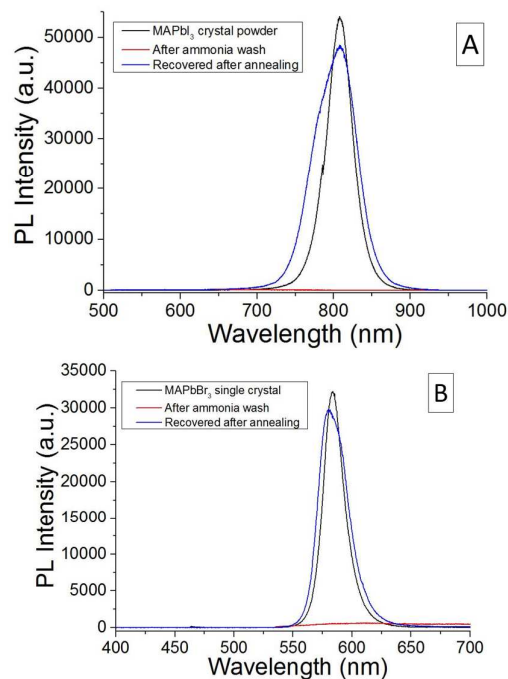 A
MAPbI3 crystal powder
After ammonia wash
Recovered after annealing
PL Intensity (a.u.)
50000
40000
30000
20000
10000
0
500 600 700 800 900 1000
Wavelength (nm)
B
MAPbBr3 single crystal
After ammonia wash
Recovered after annealing
PL Intensity (a.u.)
35000
30000
25000
20000
15000
10000
5000
0
400 450 500 550 600 650 700
Wavelength (nm)